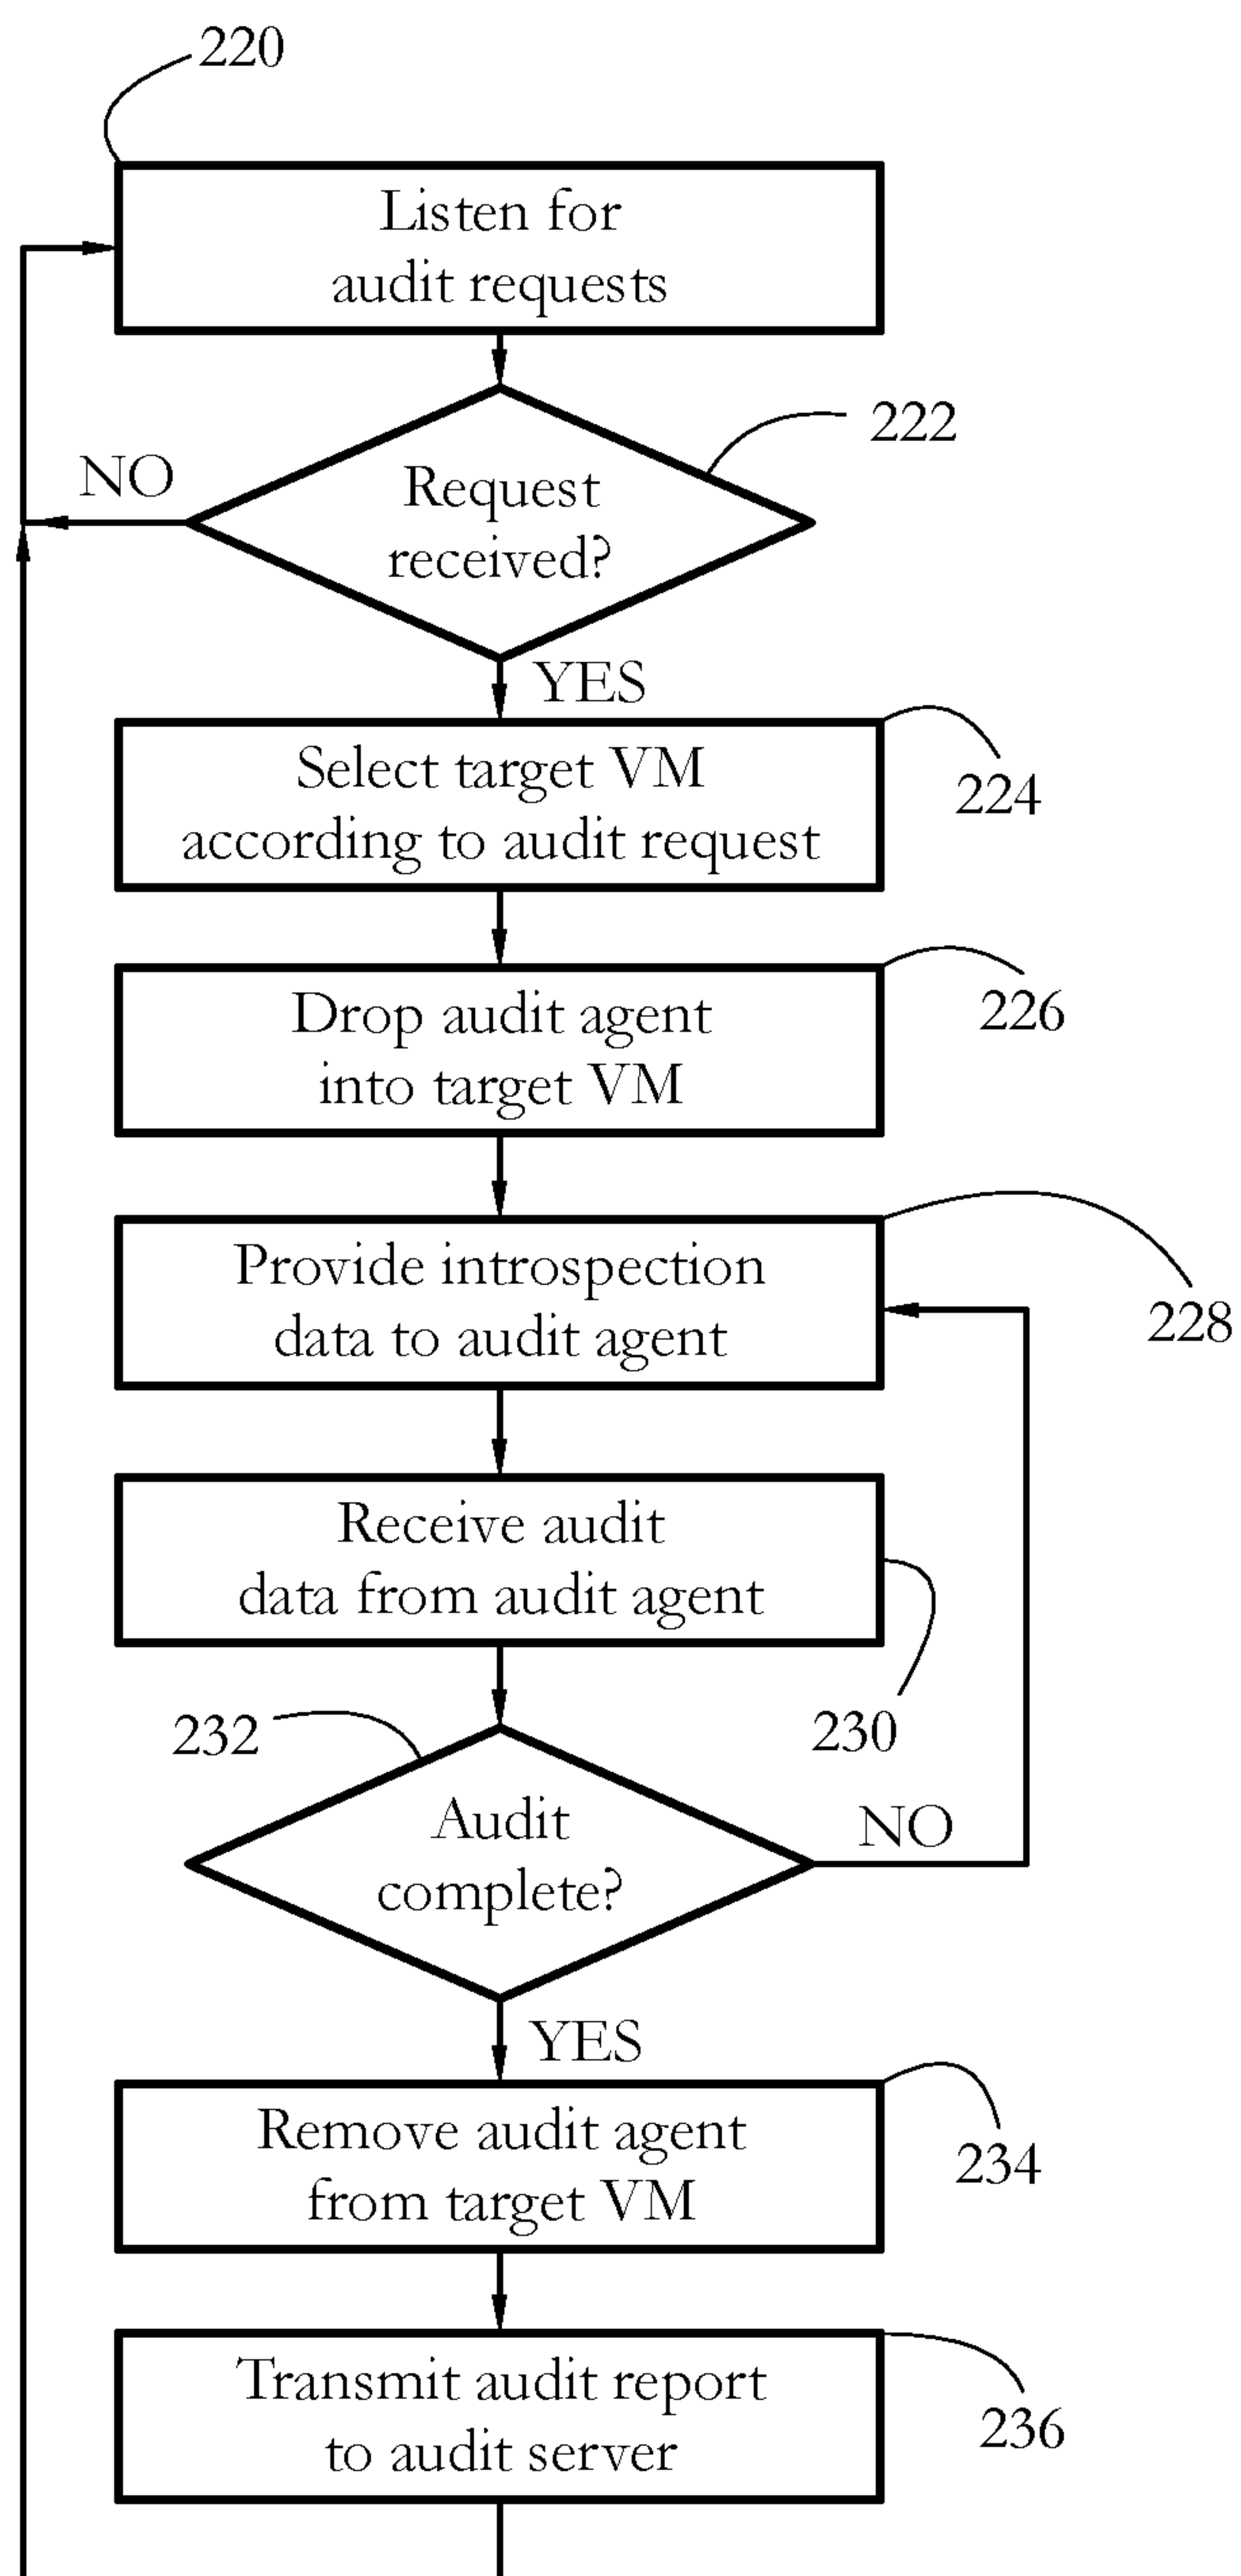 220
Listen for
audit requests
222
NO
Request
received?
YES
Select target VM
according to audit request
224
Drop audit agent
into target VM
226
Provide introspection
data to audit agent
228
Receive audit
data from audit agent
230
232
Audit
complete?
NO
YES
Remove audit agent
from target VM
234
Transmit audit report
to audit server
236